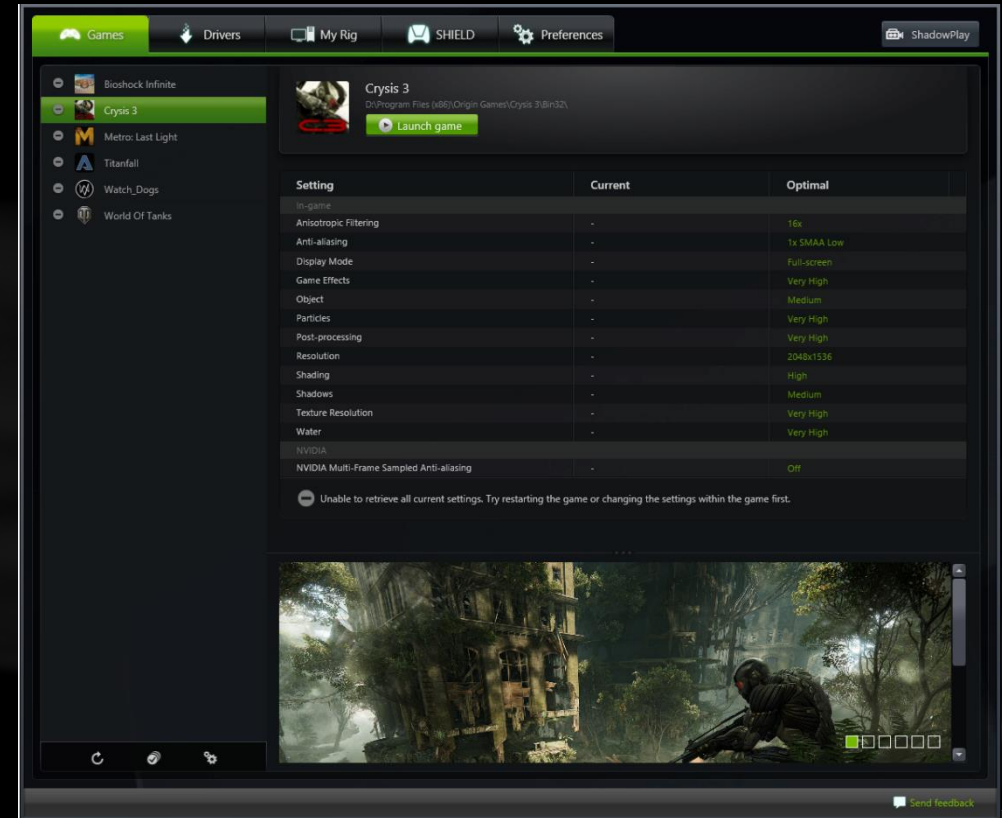 Games Drivers My Rig SHIELD Preferences ShadowPlay
Bioshock Infinite
Crysis 3
Metro: Last Light
Titanfall
Watch_Dogs
World Of Tanks
Crysis 3
D:\Program Files (x86)\Origin Games\Crysis 3\Bin32\
Launch game
Setting Current Optimal
In-game
Anisotropic Filtering - 16x
Anti-aliasing - 1x SMAA Low
Display Mode - Full-screen
Game Effects - Very High
Object - Medium
Particles - Very High
Post-processing - Very High
Resolution - 2048x1536
Shading - High
Shadows - Medium
Texture Resolution - Very High
Water - Very High
NVIDIA
NVIDIA Multi-Frame Sampled Anti-aliasing - Off
Unable to retrieve all current settings. Try restarting the game or changing the settings within the game first.
Send feedback